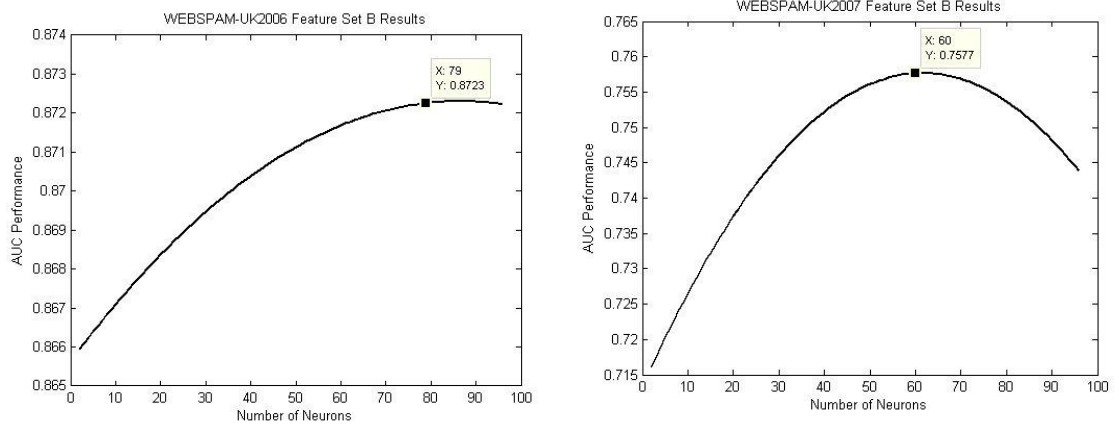 WEBSPAM-UK2006 Feature Set B Results
0.874
0.873
0.872
0.871
0.87
0.869
0.868
0.867
0.866
0.865
AUC Performance
X: 79
Y: 0.8723
0 10 20 30 40 50 60 70 80 90 100
Number of Neurons
WEBSPAM-UK2007 Feature Set B Results
0.765
0.76
0.755
0.75
0.745
0.74
0.735
0.73
0.725
0.72
0.715
AUC Performance
X: 60
Y: 0.7577
0 10 20 30 40 50 60 70 80 90 100
Number of Neurons